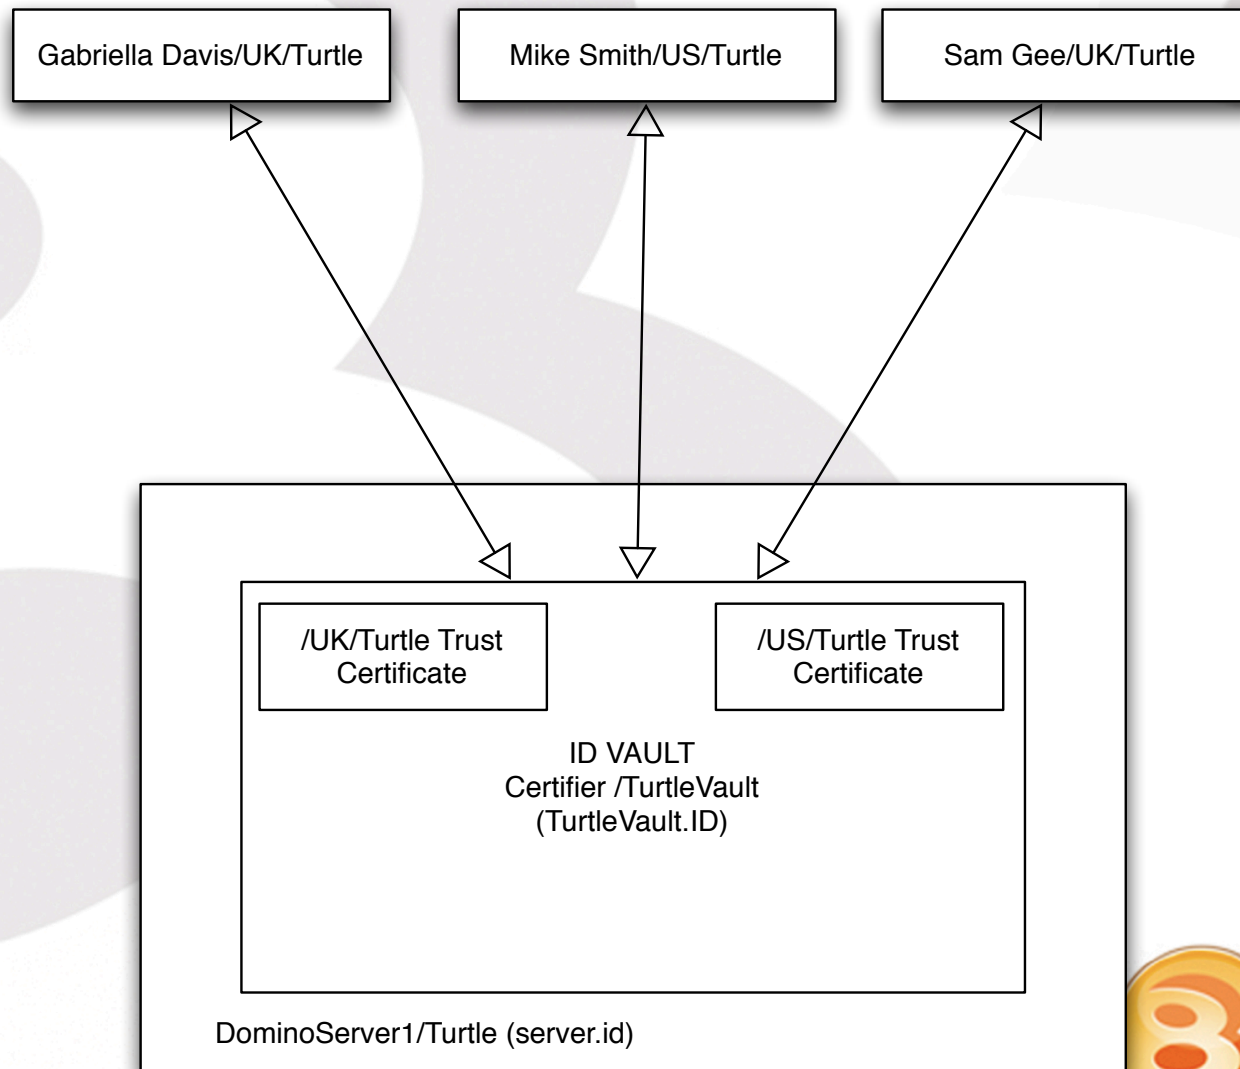 Gabriella Davis/UK/Turtle
Mike Smith/US/Turtle
Sam Gee/UK/Turtle
/UK/Turtle Trust
Certificate
/US/Turtle Trust
Certificate
ID VAULT
Certifier /TurtleVault
(TurtleVault.ID)
DominoServer1/Turtle (server.id)
8